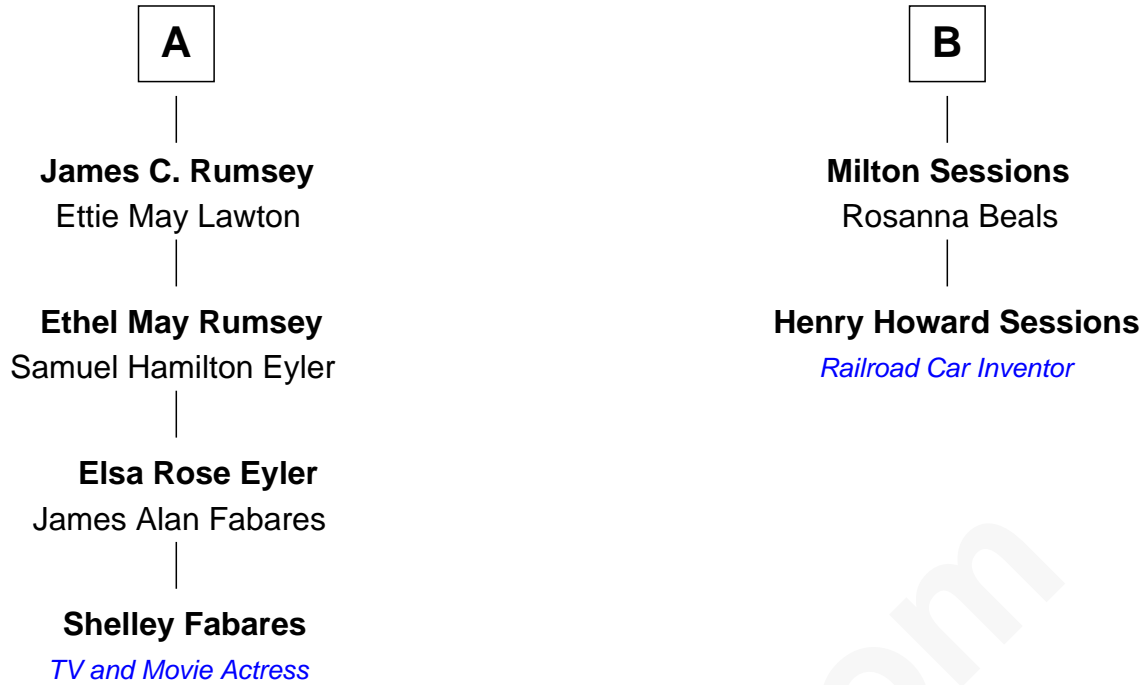 A
James C. Rumsey
Ettie May Lawton
Ethel May Rumsey
Samuel Hamilton Eyler
Elsa Rose Eyler
James Alan Fabares
Shelley Fabares
TV and Movie Actress
B
Milton Sessions
Rosanna Beals
Henry Howard Sessions
Railroad Car Inventor
om